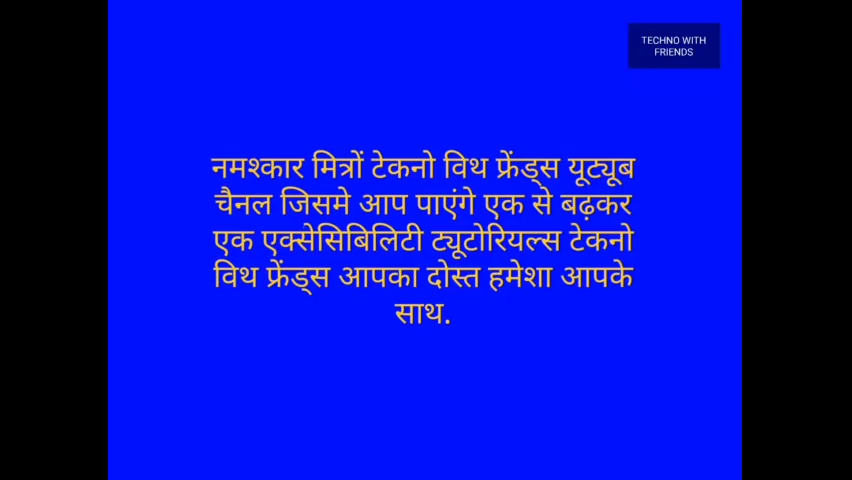 TECHNO WITH
FRIENDS
नमश्कार मित्रों टेकनो विथ फ्रेंड्स यूट्यूब
चैनल जिसमे आप पाएंगे एक से बढ़कर
एक एक्सेसिबिलिटी ट्यूटोरियल्स टेकनो
विथ फ्रेंड्स आपका दोस्त हमेशा आपके
साथ.